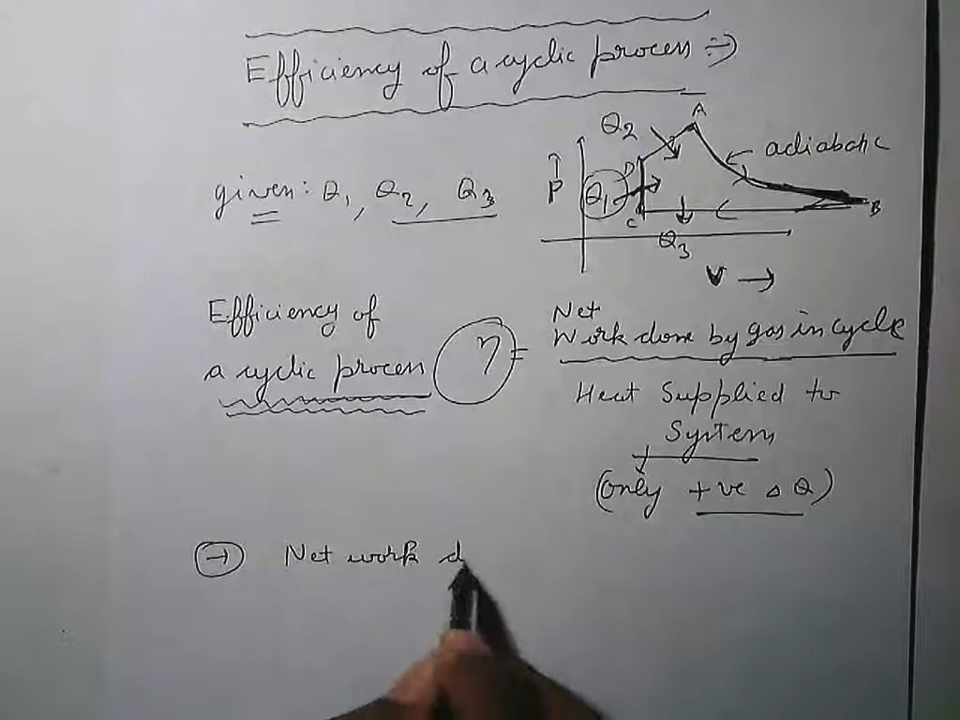 Efficiency of a cyclic process :→
given: Q1, Q2, Q3
A
Q2
adiabatic
P
D
Q1
B
C
Q3
V →
Efficiency of
a cyclic process η =
Net
Work done by gas in cycle
Heat Supplied to
System
(only +ve ΔQ)
→ Net work d